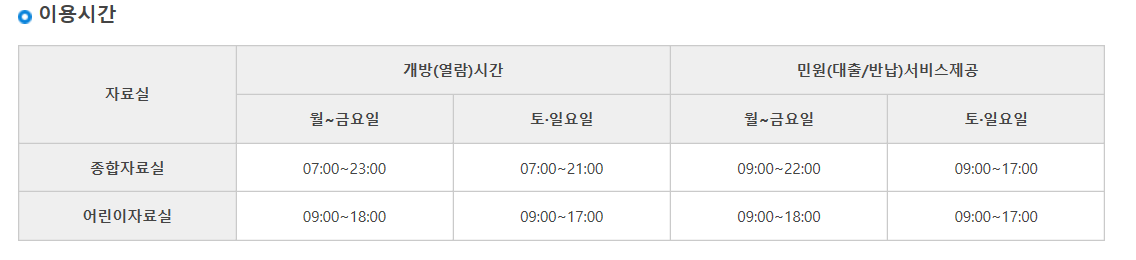 이용시간
자료실 개방(열람)시간 민원(대출/반납)서비스제공
월~금요일 토·일요일 월~금요일 토·일요일
종합자료실 07:00~23:00 07:00~21:00 09:00~22:00 09:00~17:00
어린이자료실 09:00~18:00 09:00~17:00 09:00~18:00 09:00~17:00